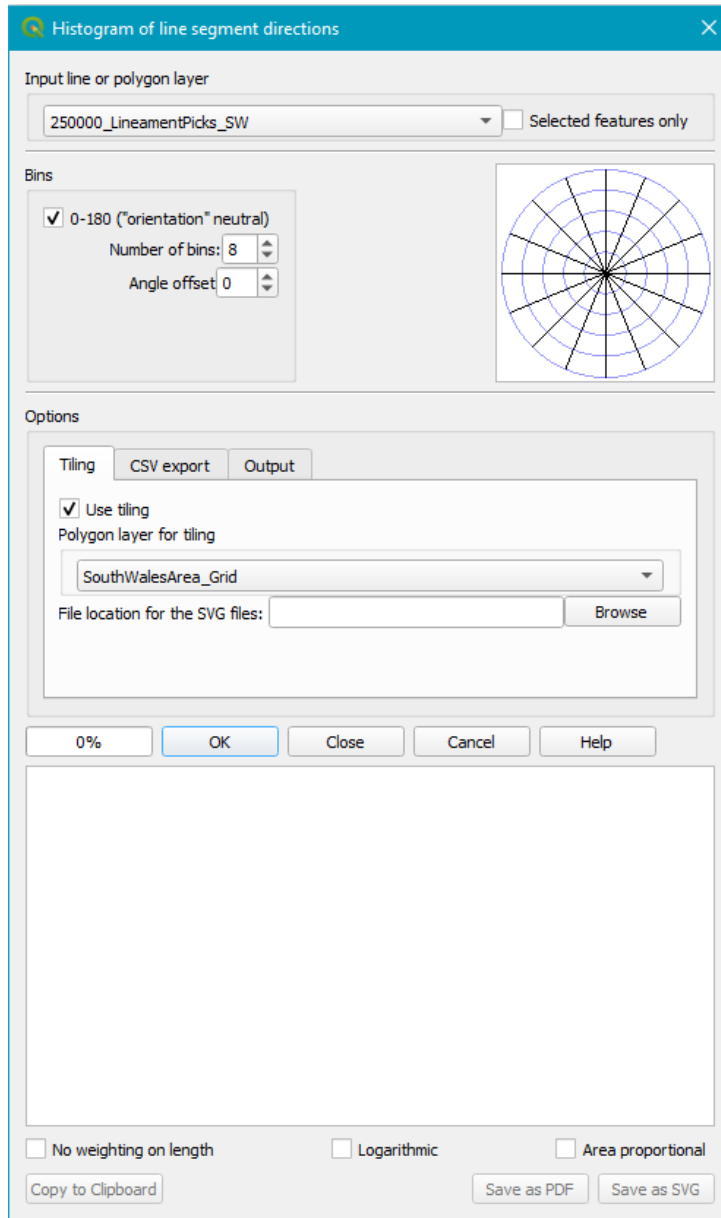 Histogram of line segment directions
Input line or polygon layer
250000_LineamentPicks_SW
Selected features only
Bins
0-180 ("orientation" neutral)
Number of bins: 8
Angle offset 0
Options
Tiling CSV export Output
Use tiling
Polygon layer for tiling
SouthWalesArea_Grid
File location for the SVG files: Browse
0% OK Close Cancel Help
No weighting on length Logarithmic Area proportional
Copy to Clipboard Save as PDF Save as SVG